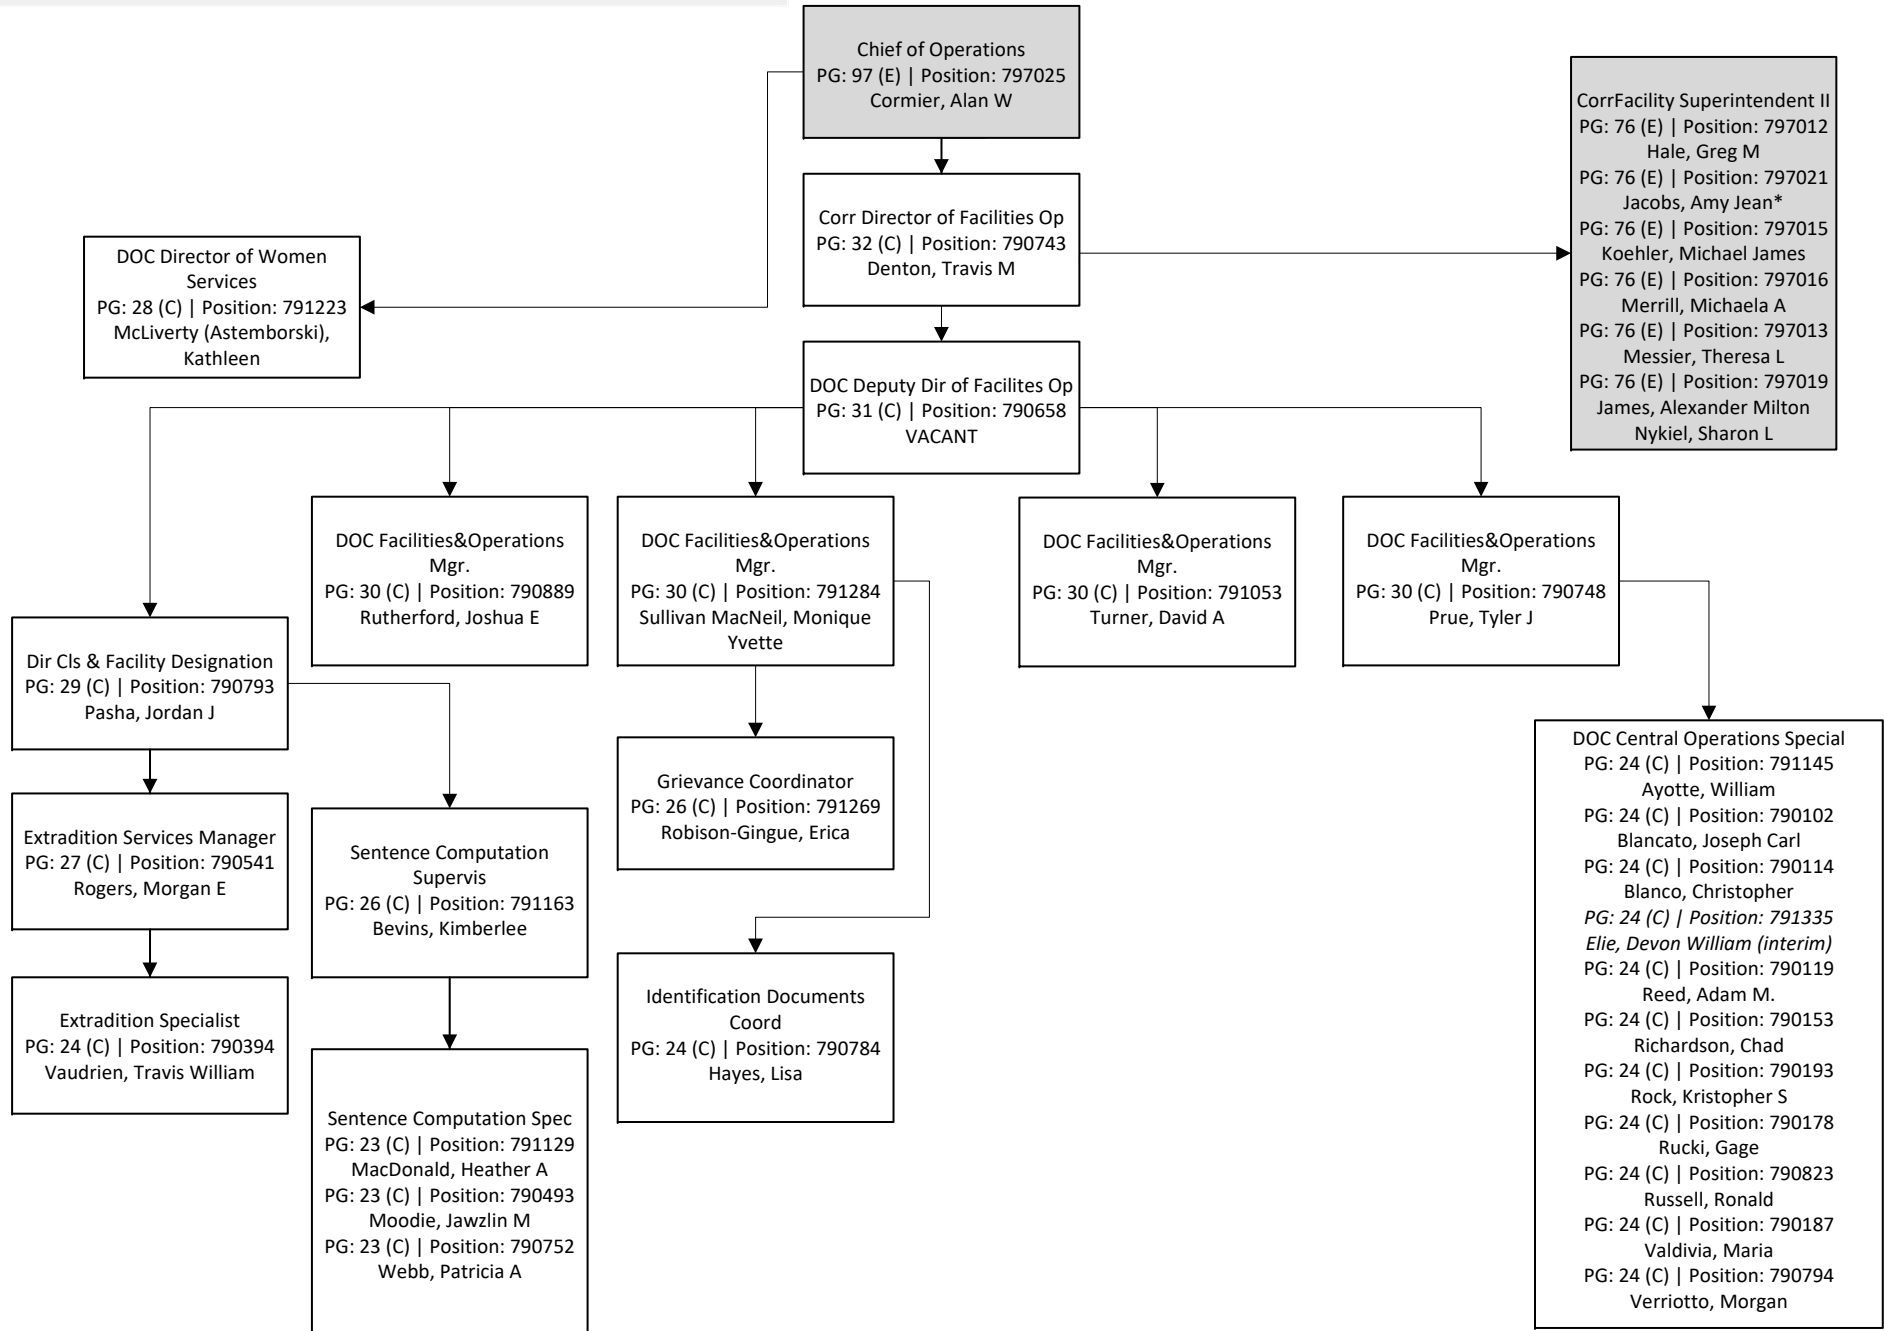 Chief of Operations
PG: 97 (E) | Position: 797025
Cormier, Alan W
CorrFacility Superintendent II
PG: 76 (E) | Position: 797012
Hale, Greg M
PG: 76 (E) | Position: 797021
Jacobs, Amy Jean*
PG: 76 (E) | Position: 797015
Koehler, Michael James
PG: 76 (E) | Position: 797016
Merrill, Michaela A
PG: 76 (E) | Position: 797013
Messier, Theresa L
PG: 76 (E) | Position: 797019
James, Alexander Milton
Nykiel, Sharon L
Corr Director of Facilities Op
PG: 32 (C) | Position: 790743
Denton, Travis M
DOC Director of Women
Services
PG: 28 (C) | Position: 791223
McLiverty (Astemborski),
Kathleen
DOC Deputy Dir of Facilites Op
PG: 31 (C) | Position: 790658
VACANT
DOC Facilities&Operations
Mgr.
PG: 30 (C) | Position: 790889
Rutherford, Joshua E
DOC Facilities&Operations
Mgr.
PG: 30 (C) | Position: 791284
Sullivan MacNeil, Monique
Yvette
DOC Facilities&Operations
Mgr.
PG: 30 (C) | Position: 791053
Turner, David A
DOC Facilities&Operations
Mgr.
PG: 30 (C) | Position: 790748
Prue, Tyler J
Dir Cls & Facility Designation
PG: 29 (C) | Position: 790793
Pasha, Jordan J
Extradition Services Manager
PG: 27 (C) | Position: 790541
Rogers, Morgan E
Extradition Specialist
PG: 24 (C) | Position: 790394
Vaudrien, Travis William
Sentence Computation
Supervis
PG: 26 (C) | Position: 791163
Bevins, Kimberlee
Sentence Computation Spec
PG: 23 (C) | Position: 791129
MacDonald, Heather A
PG: 23 (C) | Position: 790493
Moodie, Jawzlin M
PG: 23 (C) | Position: 790752
Webb, Patricia A
Grievance Coordinator
PG: 26 (C) | Position: 791269
Robison-Gingue, Erica
Identification Documents
Coord
PG: 24 (C) | Position: 790784
Hayes, Lisa
DOC Central Operations Special
PG: 24 (C) | Position: 791145
Ayotte, William
PG: 24 (C) | Position: 790102
Blancato, Joseph Carl
PG: 24 (C) | Position: 790114
Blanco, Christopher
PG: 24 (C) | Position: 791335
Elie, Devon William (interim)
PG: 24 (C) | Position: 790119
Reed, Adam M.
PG: 24 (C) | Position: 790153
Richardson, Chad
PG: 24 (C) | Position: 790193
Rock, Kristopher S
PG: 24 (C) | Position: 790178
Rucki, Gage
PG: 24 (C) | Position: 790823
Russell, Ronald
PG: 24 (C) | Position: 790187
Valdivia, Maria
PG: 24 (C) | Position: 790794
Verriotto, Morgan